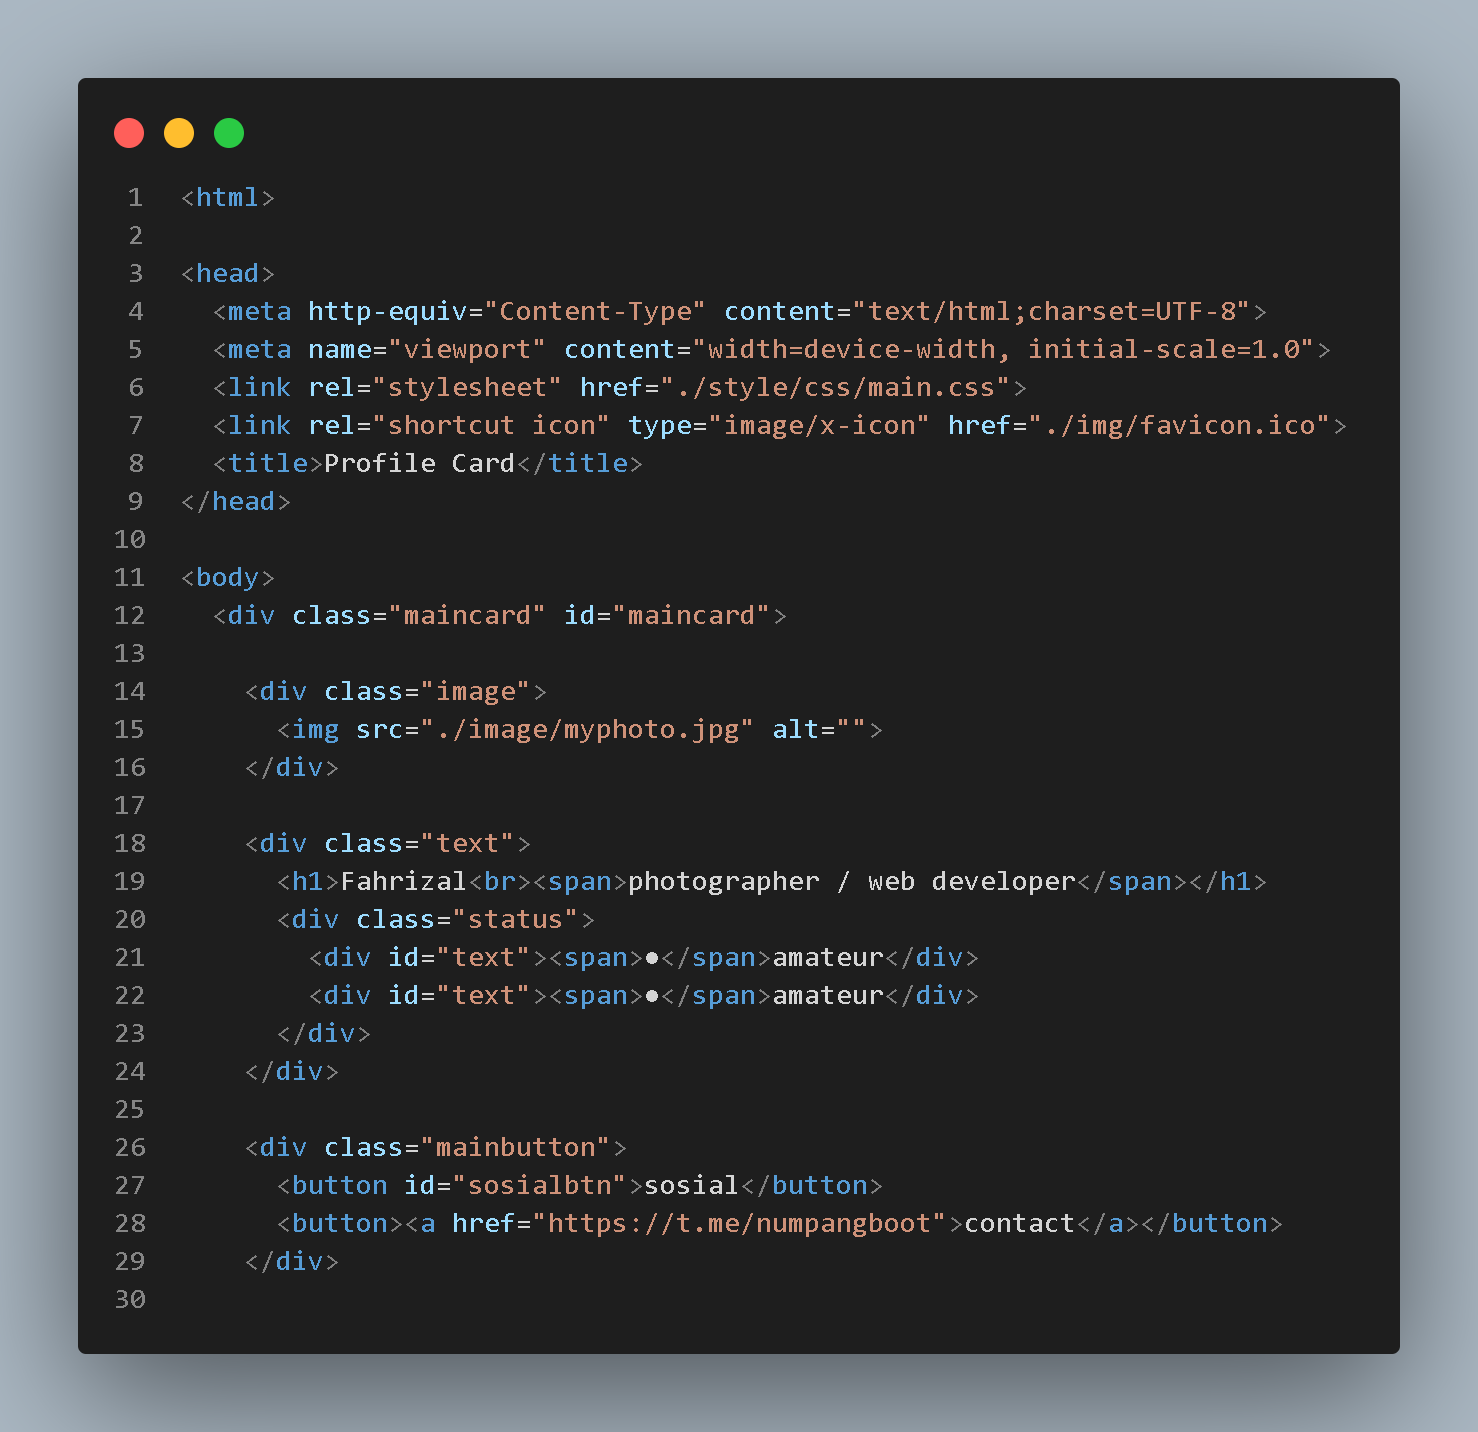 1 <html>
2
3 <head>
4   <meta http-equiv="Content-Type" content="text/html;charset=UTF-8">
5   <meta name="viewport" content="width=device-width, initial-scale=1.0">
6   <link rel="stylesheet" href="./style/css/main.css">
7   <link rel="shortcut icon" type="image/x-icon" href="./img/favicon.ico">
8   <title>Profile Card</title>
9 </head>
10
11 <body>
12   <div class="maincard" id="maincard">
13
14     <div class="image">
15       <img src="./image/myphoto.jpg" alt="">
16     </div>
17
18     <div class="text">
19       <h1>Fahrizal<br><span>photographer / web developer</span></h1>
20       <div class="status">
21         <div id="text"><span>●</span>amateur</div>
22         <div id="text"><span>●</span>amateur</div>
23       </div>
24     </div>
25
26     <div class="mainbutton">
27       <button id="sosialbtn">sosial</button>
28       <button><a href="https://t.me/numpangboot">contact</a></button>
29     </div>
30